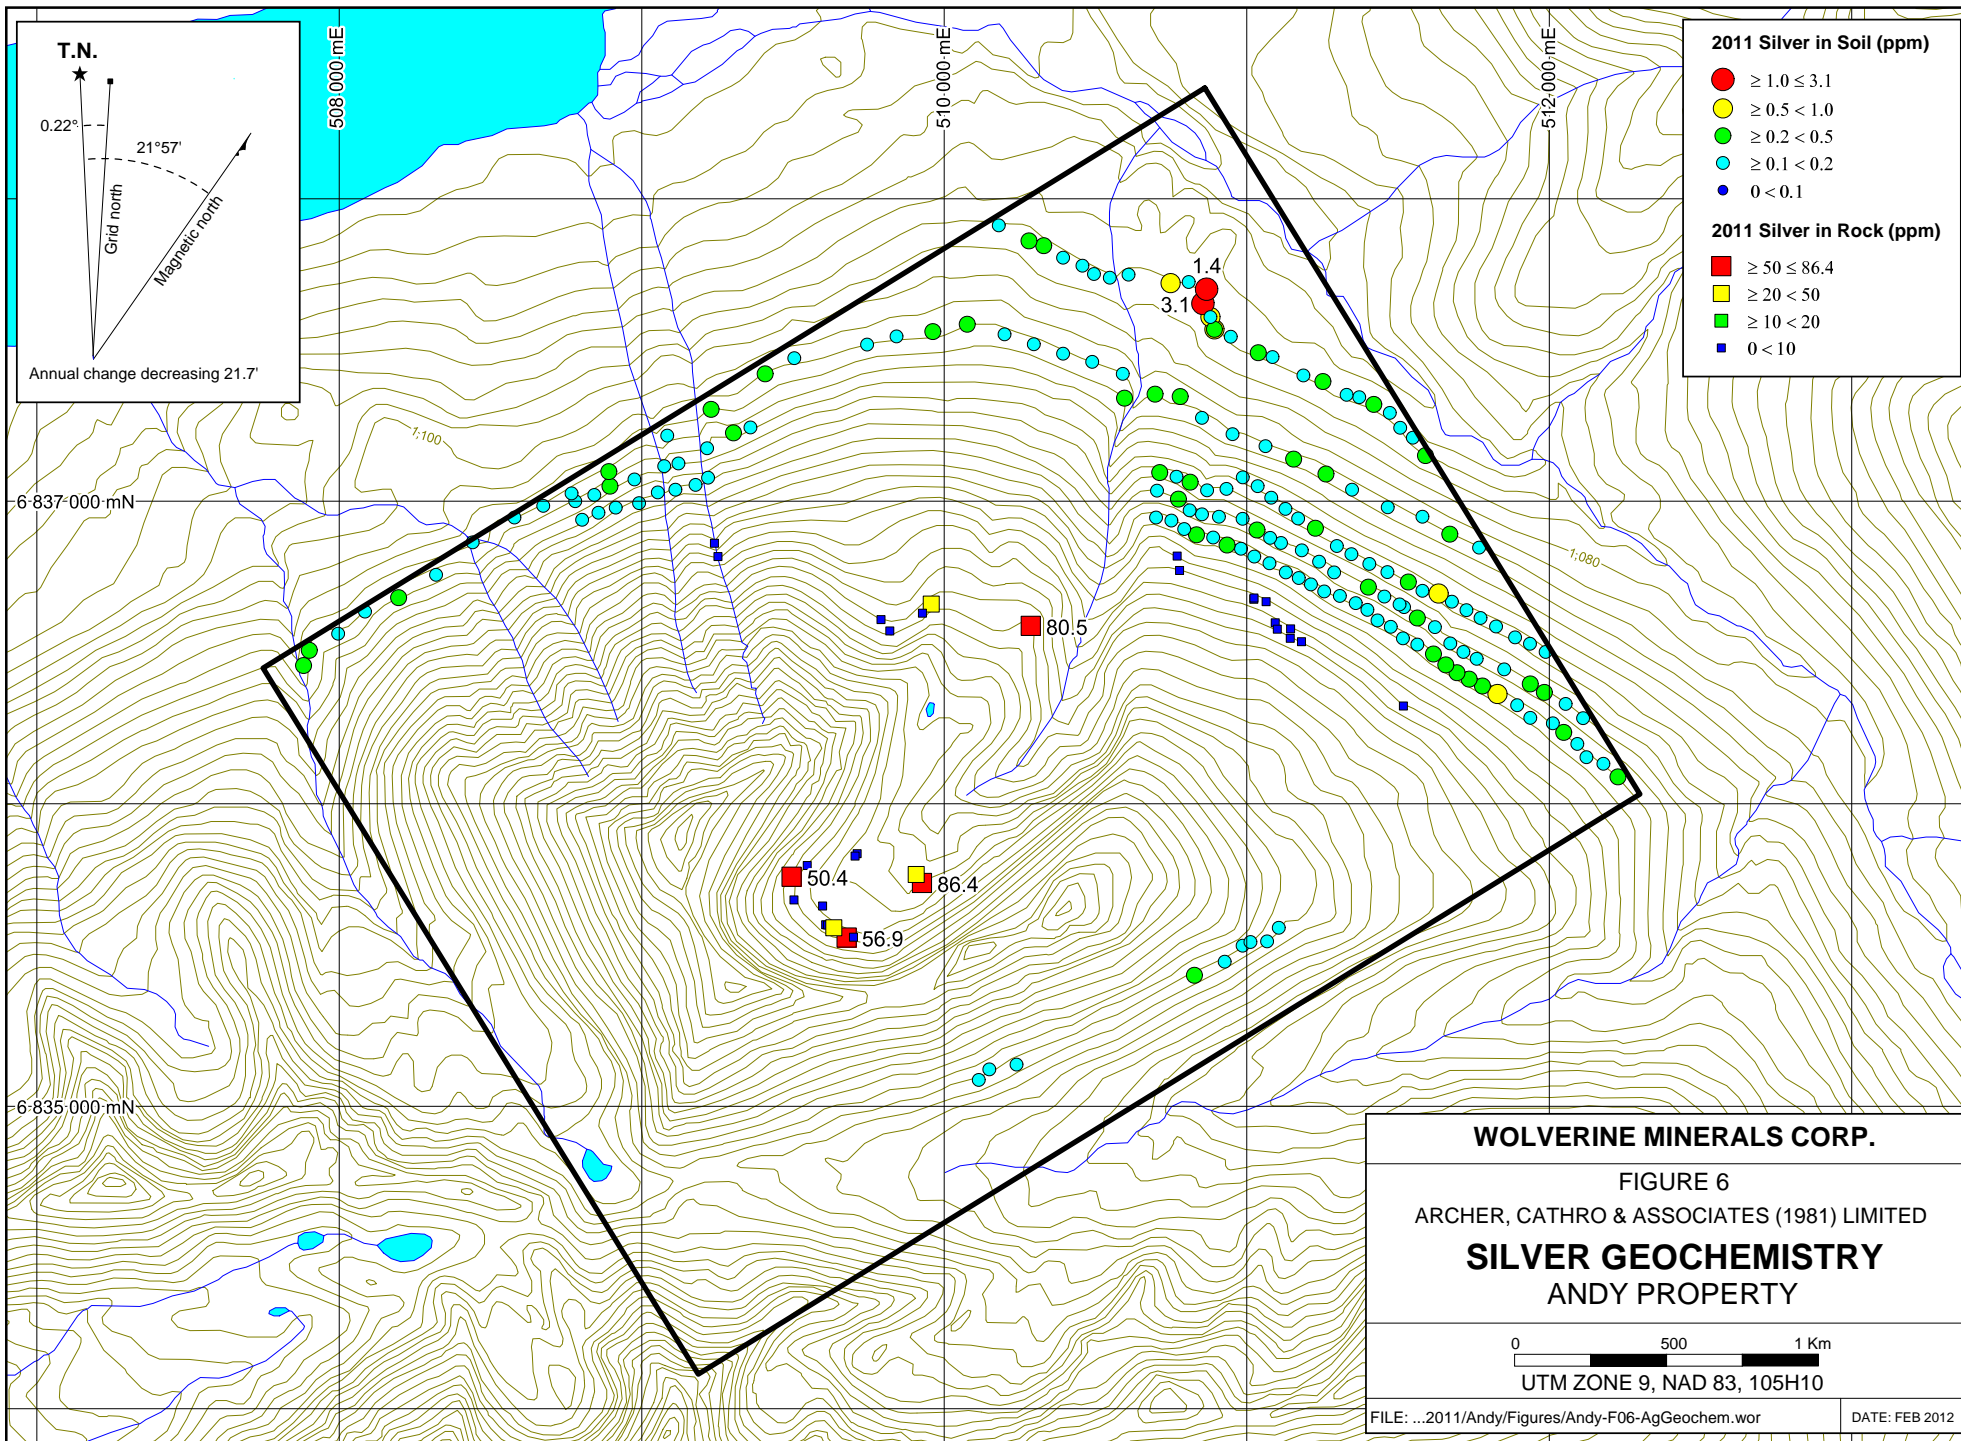 T.N.
0.22°
21°57'
Grid north
Magnetic north
Annual change decreasing 21.7'
508 000 mE
510 000 mE
512 000 mE
2011 Silver in Soil (ppm)
≥ 1.0 ≤ 3.1
≥ 0.5 < 1.0
≥ 0.2 < 0.5
≥ 0.1 < 0.2
0 < 0.1
2011 Silver in Rock (ppm)
≥ 50 ≤ 86.4
≥ 20 < 50
≥ 10 < 20
0 < 10
1.4
3.1
1,100
6 837 000 mN
1,080
80.5
50.4
86.4
56.9
6 835 000 mN
WOLVERINE MINERALS CORP.
FIGURE 6
ARCHER, CATHRO & ASSOCIATES (1981) LIMITED
SILVER GEOCHEMISTRY
ANDY PROPERTY
0 500 1 Km
UTM ZONE 9, NAD 83, 105H10
FILE: ...2011/Andy/Figures/Andy-F06-AgGeochem.wor
DATE: FEB 2012